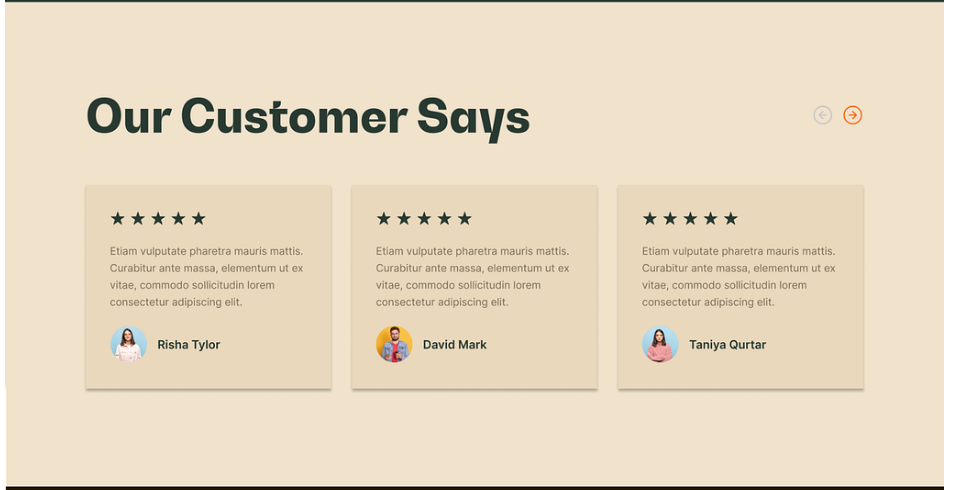 Our Customer Says
★ ★ ★ ★ ★
Etiam vulputate pharetra mauris mattis.
Curabitur ante massa, elementum ut ex
vitae, commodo sollicitudin lorem
consectetur adipiscing elit.
Risha Tylor
★ ★ ★ ★ ★
Etiam vulputate pharetra mauris mattis.
Curabitur ante massa, elementum ut ex
vitae, commodo sollicitudin lorem
consectetur adipiscing elit.
David Mark
★ ★ ★ ★ ★
Etiam vulputate pharetra mauris mattis.
Curabitur ante massa, elementum ut ex
vitae, commodo sollicitudin lorem
consectetur adipiscing elit.
Taniya Qurtar